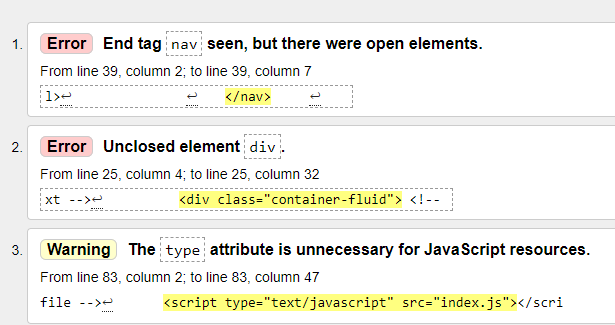 1. Error End tag nav seen, but there were open elements.
From line 39, column 2; to line 39, column 7
l>↩ ↩ </nav> ↩
2. Error Unclosed element div.
From line 25, column 4; to line 25, column 32
xt -->↩ <div class="container-fluid"> <!--
3. Warning The type attribute is unnecessary for JavaScript resources.
From line 83, column 2; to line 83, column 47
file -->↩ <script type="text/javascript" src="index.js"></scri